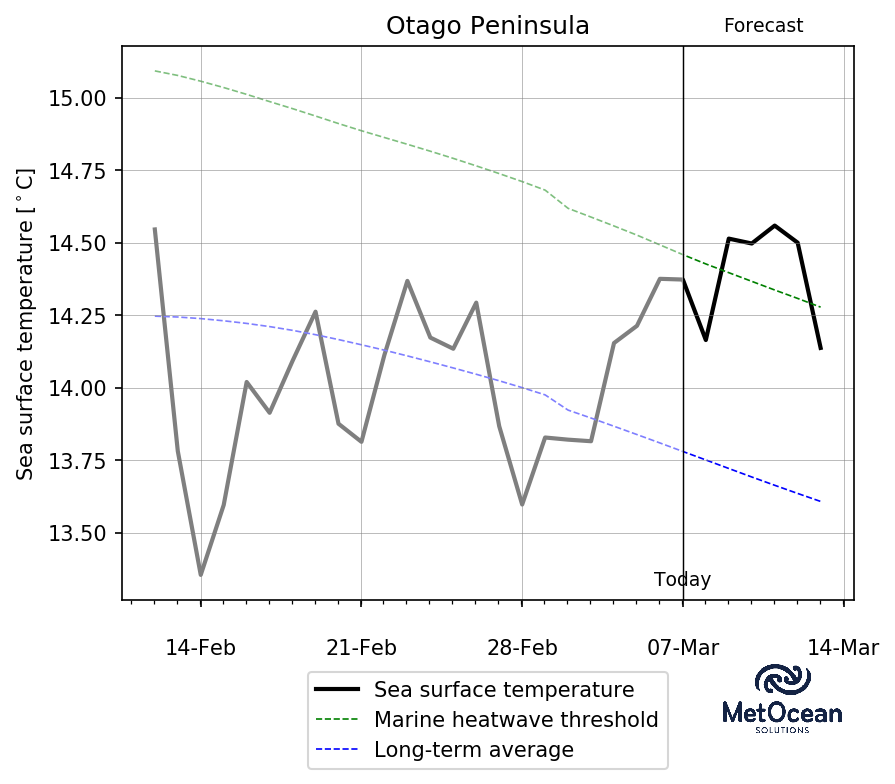 Otago Peninsula
Forecast
Sea surface temperature [°C]
15.00
14.75
14.50
14.25
14.00
13.75
13.50
Today
14-Feb 21-Feb 28-Feb 07-Mar 14-Mar
Sea surface temperature
Marine heatwave threshold
Long-term average
MetOcean
SOLUTIONS